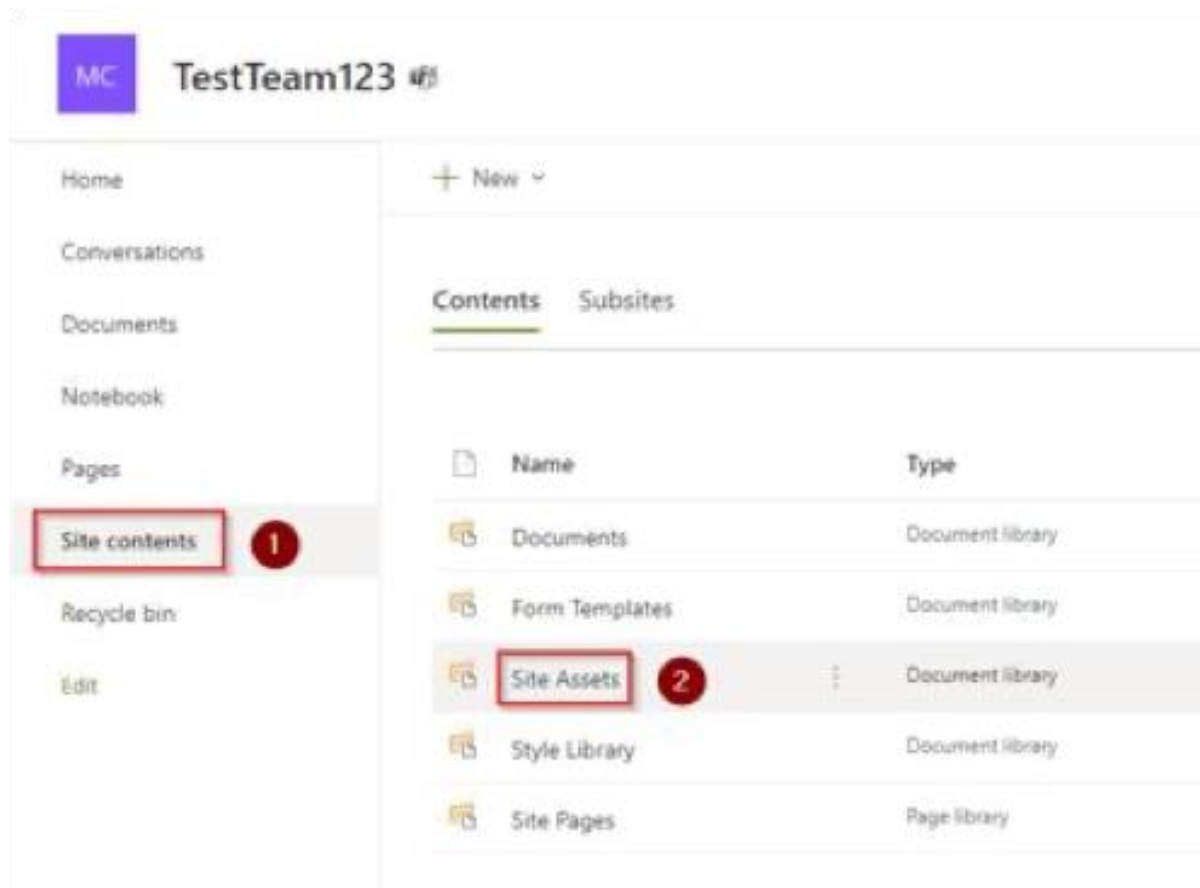 MC
TestTeam123
Home
Conversations
Documents
Notebook
Pages
Site contents
1
Recycle bin
Edit
New
Contents Subsites
Name Type
Documents Document library
Form Templates Document library
Site Assets 2 Document library
Style Library Document library
Site Pages Page library